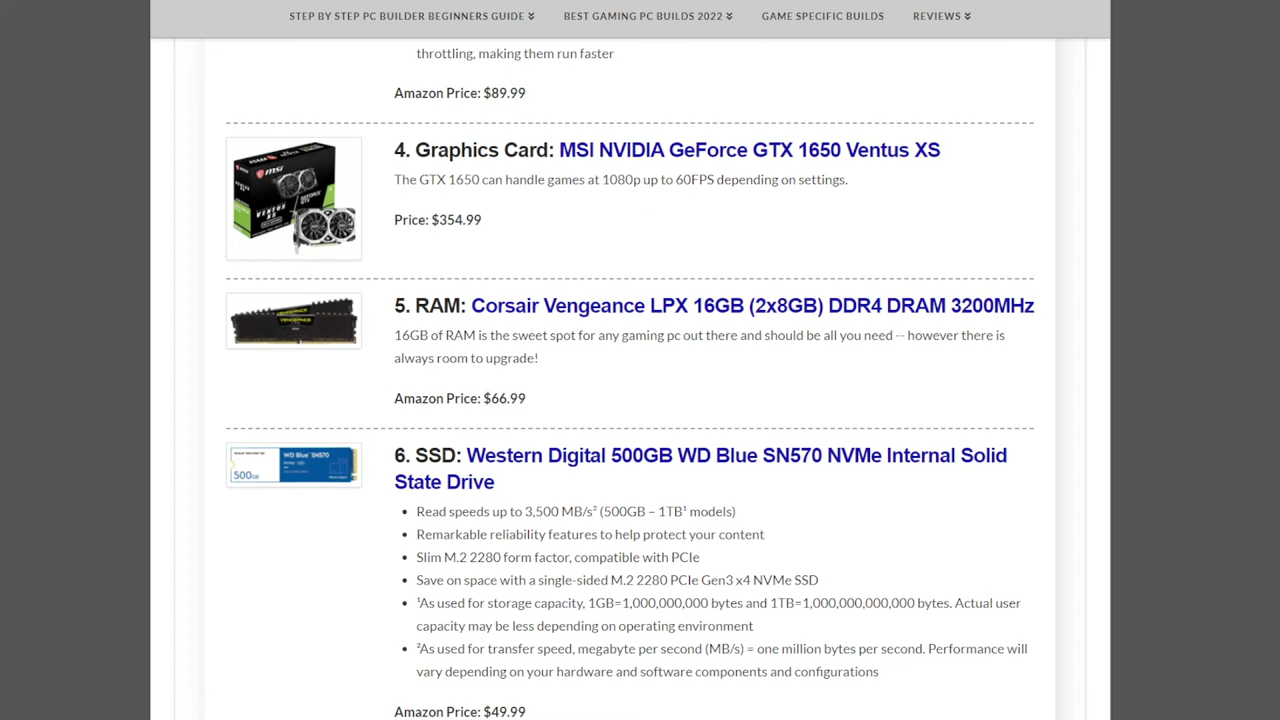 STEP BY STEP PC BUILDER BEGINNERS GUIDE
BEST GAMING PC BUILDS 2022
GAME SPECIFIC BUILDS
REVIEWS
throttling, making them run faster
Amazon Price: $89.99
4. Graphics Card: MSI NVIDIA GeForce GTX 1650 Ventus XS
The GTX 1650 can handle games at 1080p up to 60FPS depending on settings.
Price: $354.99
msi
VENTUS
5. RAM: Corsair Vengeance LPX 16GB (2x8GB) DDR4 DRAM 3200MHz
16GB of RAM is the sweet spot for any gaming pc out there and should be all you need -- however there is
always room to upgrade!
Amazon Price: $66.99
VENGEANCE
VENGEANCE
6. SSD: Western Digital 500GB WD Blue SN570 NVMe Internal Solid
State Drive
WD Blue SN570
500GB
• Read speeds up to 3,500 MB/s² (500GB – 1TB¹ models)
• Remarkable reliability features to help protect your content
• Slim M.2 2280 form factor, compatible with PCIe
• Save on space with a single-sided M.2 2280 PCIe Gen3 x4 NVMe SSD
• ¹As used for storage capacity, 1GB=1,000,000,000 bytes and 1TB=1,000,000,000,000 bytes. Actual user
capacity may be less depending on operating environment
• ²As used for transfer speed, megabyte per second (MB/s) = one million bytes per second. Performance will
vary depending on your hardware and software components and configurations
Amazon Price: $49.99